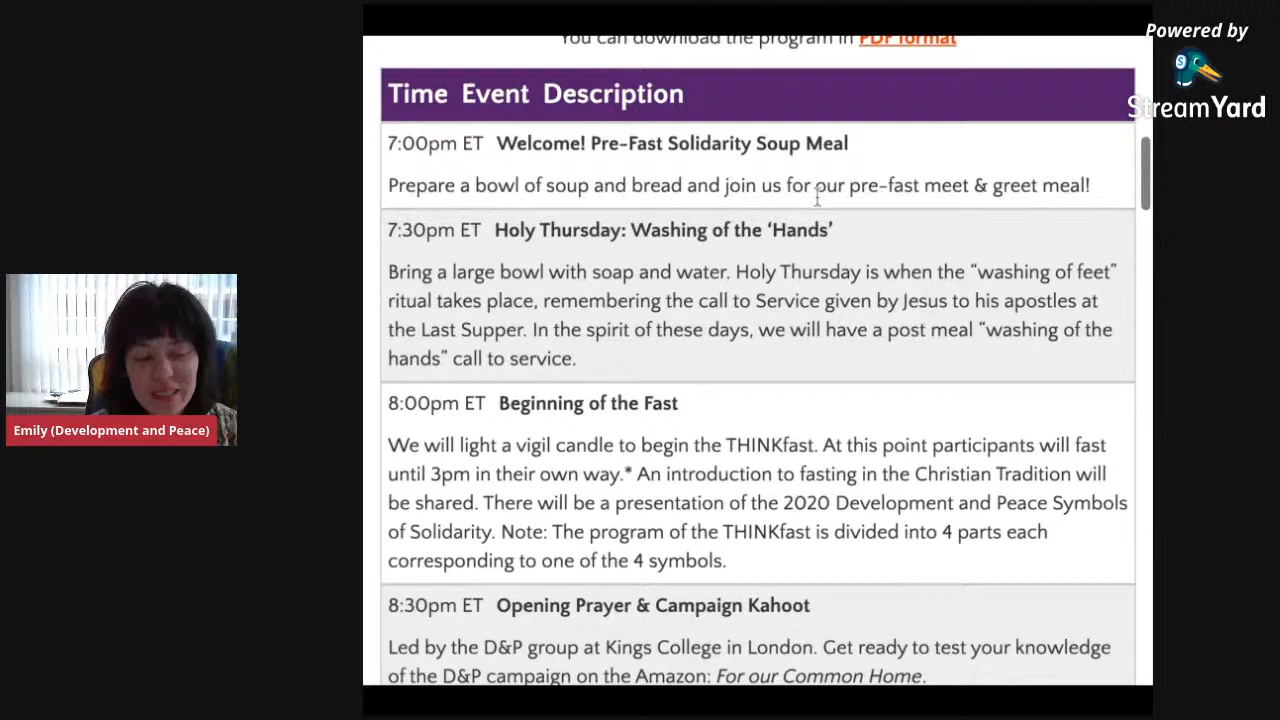 You can download the program in PDF format
Powered by
StreamYard
Time Event Description
7:00pm ET Welcome! Pre-Fast Solidarity Soup Meal
Prepare a bowl of soup and bread and join us for our pre-fast meet & greet meal!
7:30pm ET Holy Thursday: Washing of the ‘Hands’
Bring a large bowl with soap and water. Holy Thursday is when the “washing of feet”
ritual takes place, remembering the call to Service given by Jesus to his apostles at
the Last Supper. In the spirit of these days, we will have a post meal “washing of the
hands” call to service.
8:00pm ET Beginning of the Fast
We will light a vigil candle to begin the THINKfast. At this point participants will fast
until 3pm in their own way.* An introduction to fasting in the Christian Tradition will
be shared. There will be a presentation of the 2020 Development and Peace Symbols
of Solidarity. Note: The program of the THINKfast is divided into 4 parts each
corresponding to one of the 4 symbols.
8:30pm ET Opening Prayer & Campaign Kahoot
Led by the D&P group at Kings College in London. Get ready to test your knowledge
of the D&P campaign on the Amazon: For our Common Home.
Emily (Development and Peace)